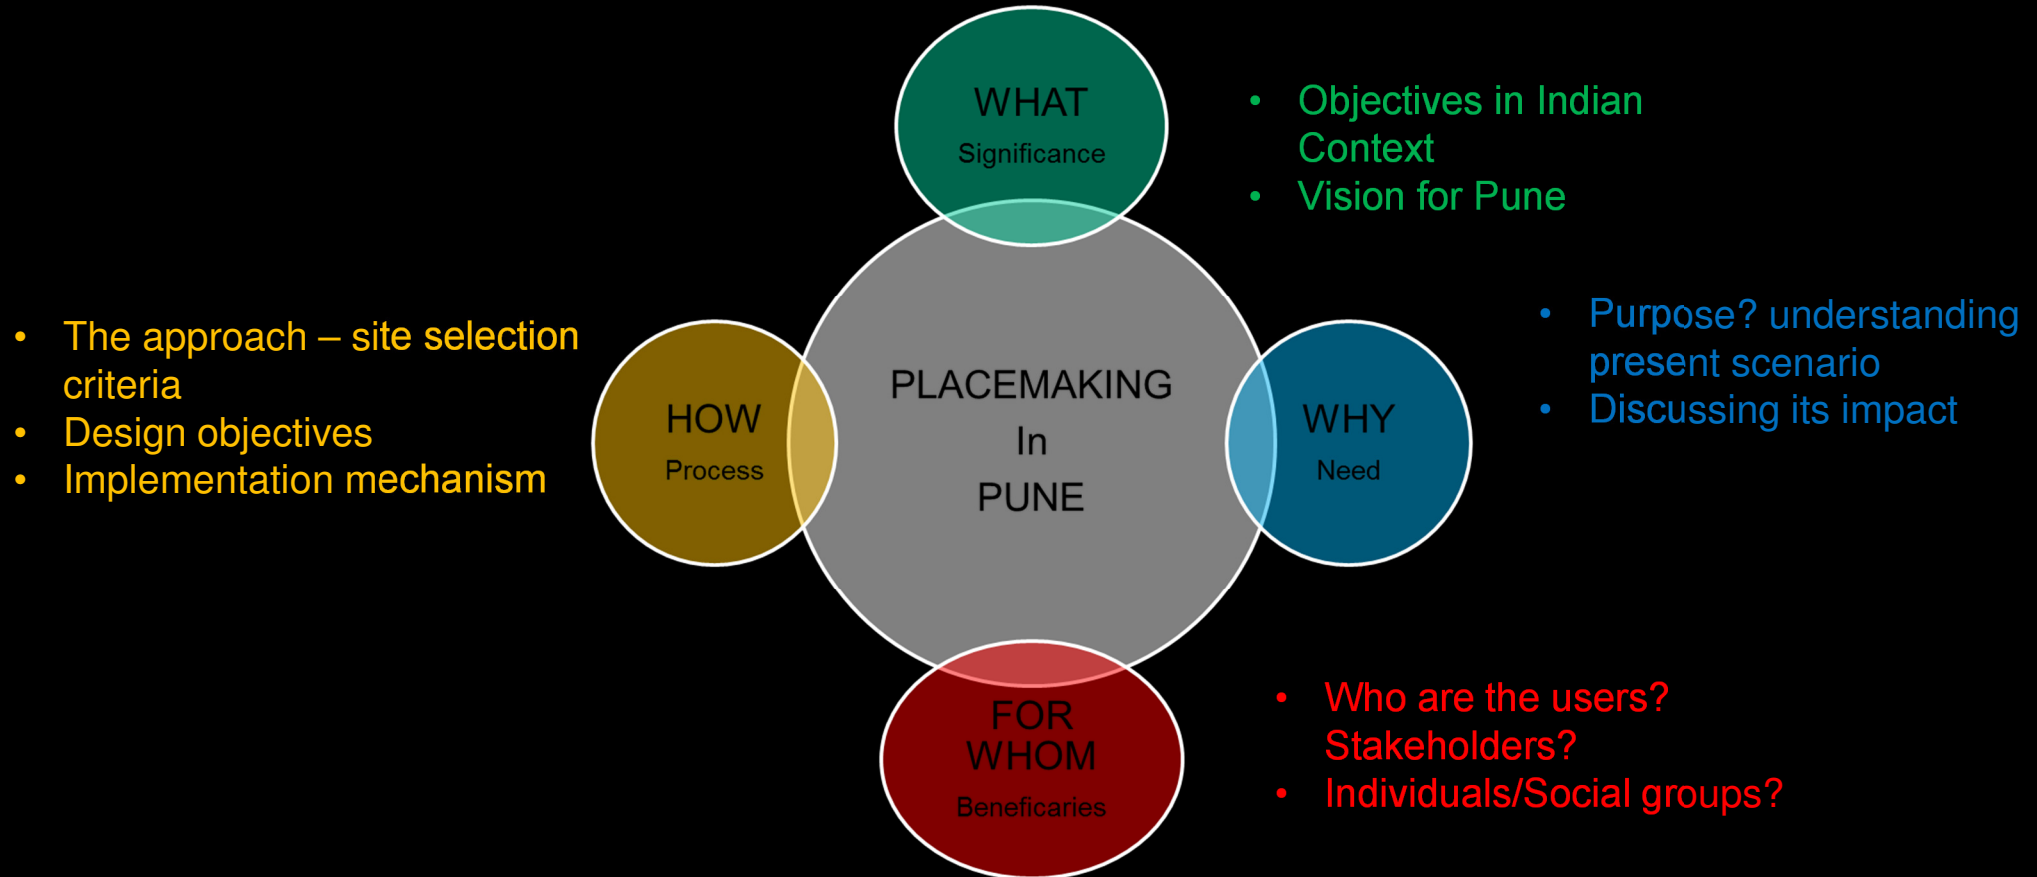 WHAT
Significance
• Objectives in Indian
Context
• Vision for Pune
• The approach – site selection
criteria
• Design objectives
• Implementation mechanism
HOW
Process
PLACEMAKING
In
PUNE
WHY
Need
• Purpose? understanding
present scenario
• Discussing its impact
FOR
WHOM
Beneficaries
• Who are the users?
Stakeholders?
• Individuals/Social groups?